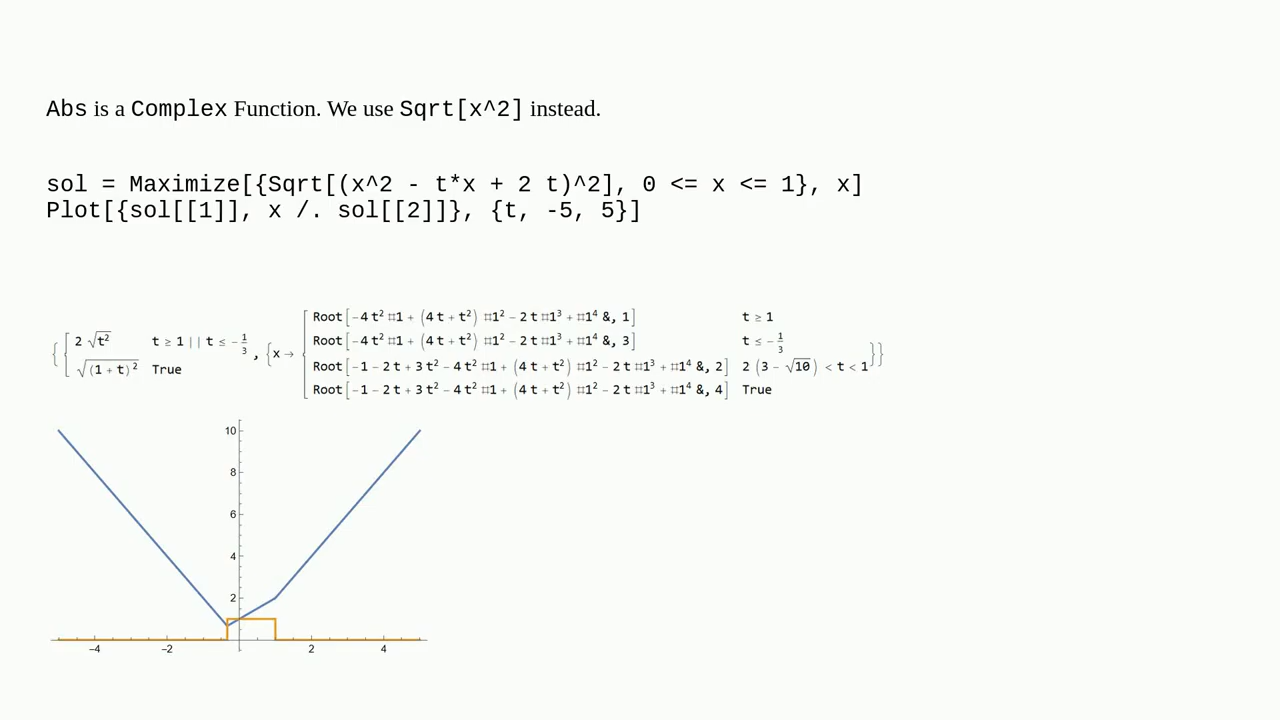 Abs is a Complex Function. We use Sqrt[x^2] instead.
sol = Maximize[{Sqrt[(x^2 - t*x + 2 t)^2], 0 <= x <= 1}, x]
Plot[{sol[[1]], x /. sol[[2]]}, {t, -5, 5}]
{ { 2 √t² t ≥ 1 || t ≤ -1/3
√(1 + t)² True , {x →
Root[-4 t² #1 + (4 t + t²) #1² - 2 t #1³ + #1⁴ &, 1] t ≥ 1
Root[-4 t² #1 + (4 t + t²) #1² - 2 t #1³ + #1⁴ &, 3] t ≤ -1/3
Root[-1 - 2 t + 3 t² - 4 t² #1 + (4 t + t²) #1² - 2 t #1³ + #1⁴ &, 2] 2 (3 - √10) < t < 1
Root[-1 - 2 t + 3 t² - 4 t² #1 + (4 t + t²) #1² - 2 t #1³ + #1⁴ &, 4] True }}
10
8
6
4
2
-4 -2 2 4